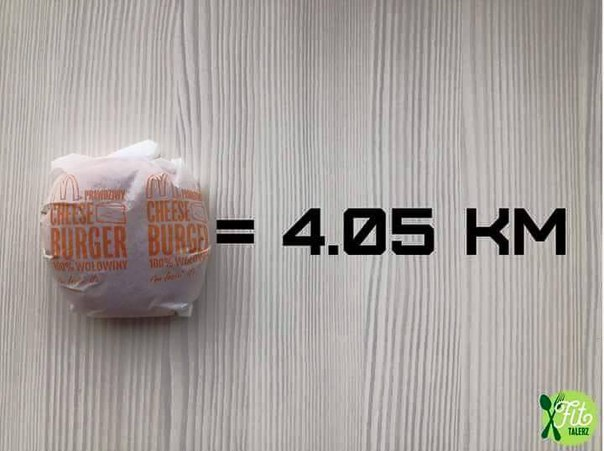 PRAWDZIWY
CHEESE
BURGER
100% WOŁOWINY
CHEESE
BURGER
100% WOŁOWINY
= 4.05 KM
Fit
TALERZ